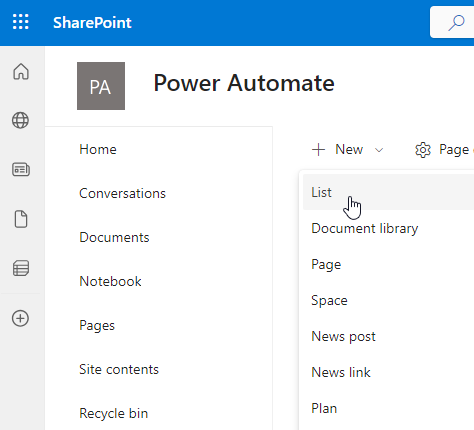 SharePoint
PA
Power Automate
Home
Conversations
Documents
Notebook
Pages
Site contents
Recycle bin
New
Page
List
Document library
Page
Space
News post
News link
Plan